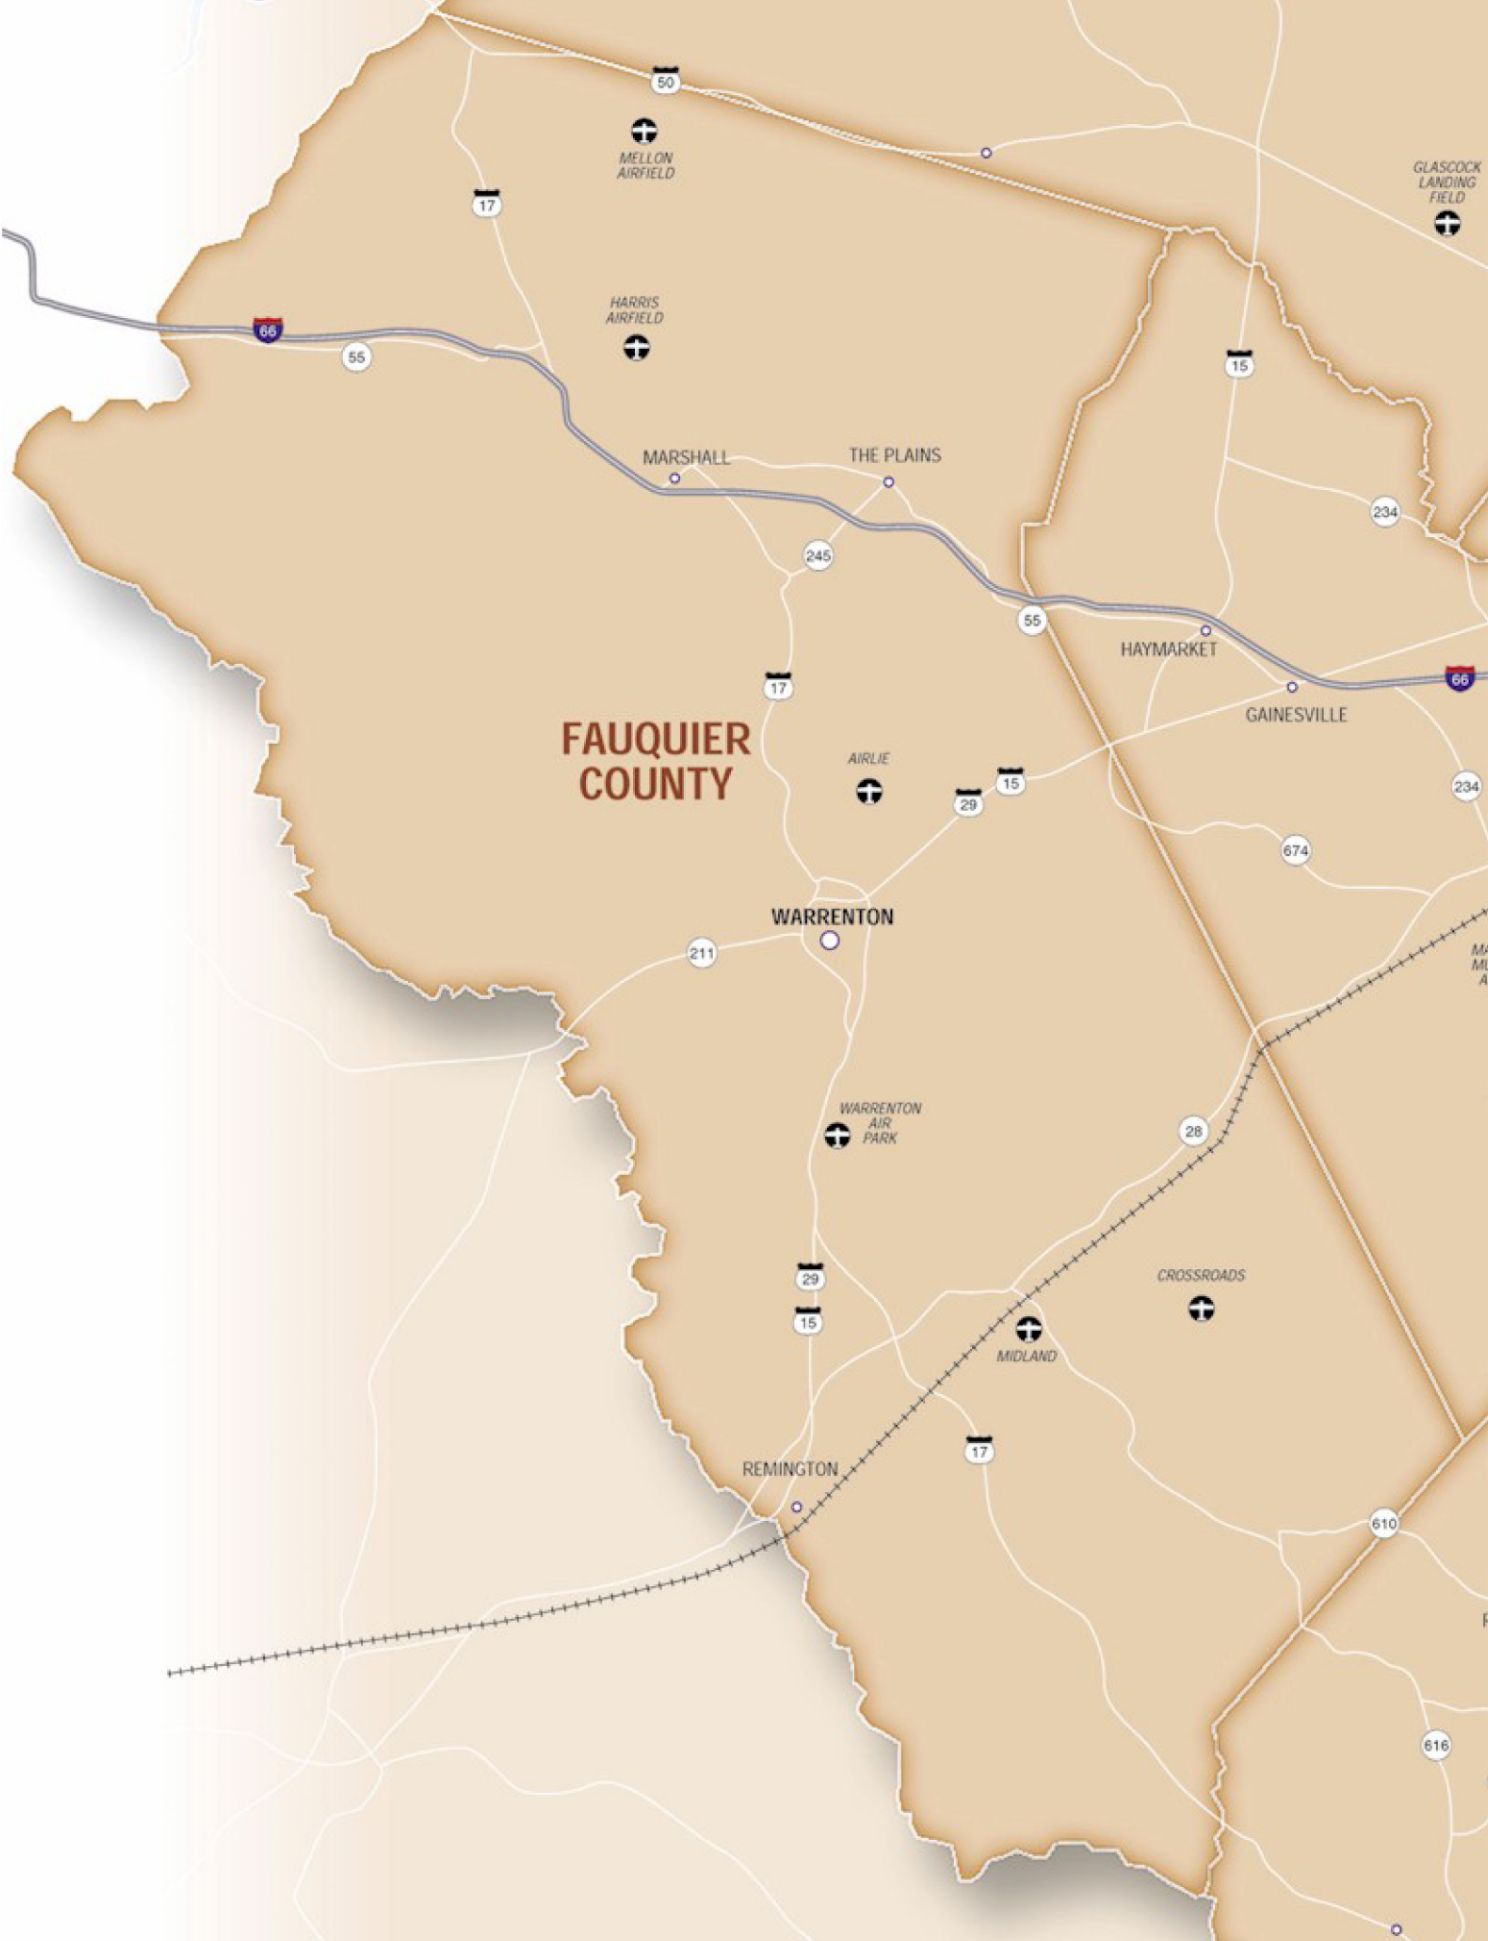 50
MELLON
AIRFIELD
GLASCOCK
LANDING
FIELD
17
HARRIS
AIRFIELD
66
55
15
MARSHALL
THE PLAINS
234
245
55
HAYMARKET
66
17
GAINESVILLE
FAUQUIER
COUNTY
AIRLIE
15
29
234
674
WARRENTON
211
28
WARRENTON
AIR
PARK
29
CROSSROADS
15
MIDLAND
17
REMINGTON
610
616